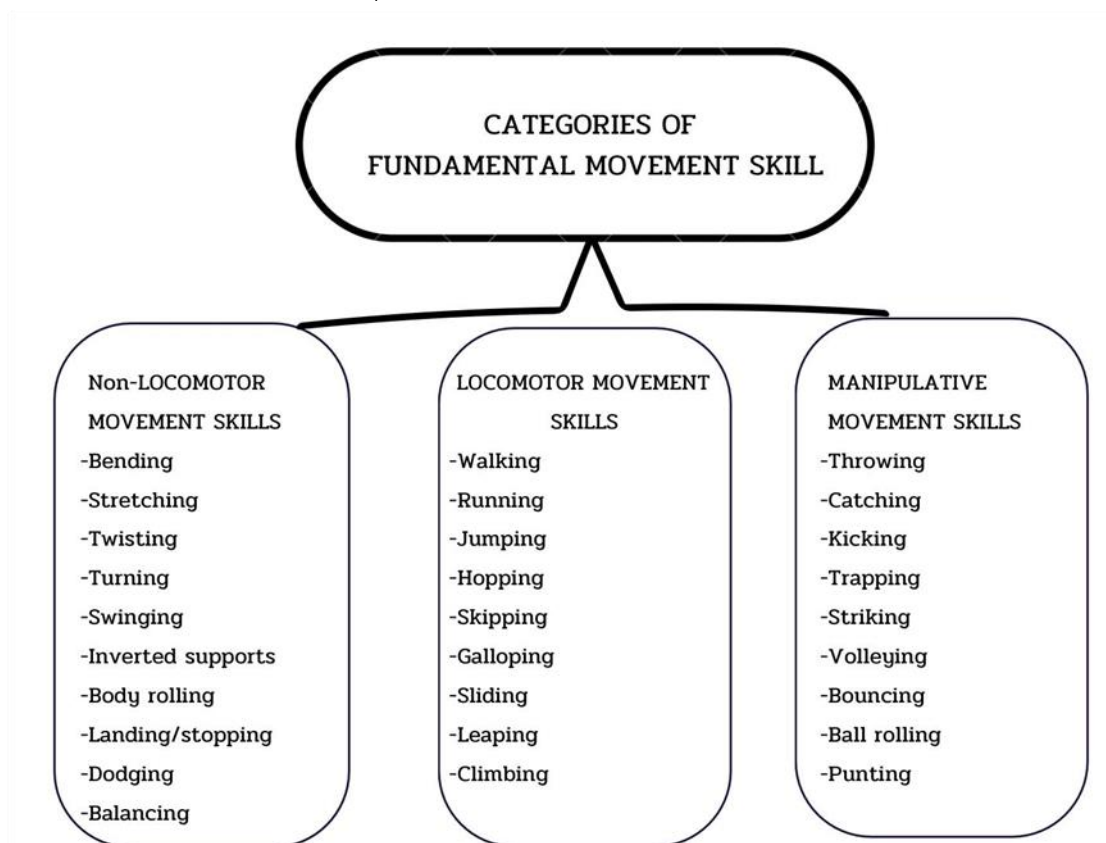 CATEGORIES OF
FUNDAMENTAL MOVEMENT SKILL
Non-LOCOMOTOR
MOVEMENT SKILLS
-Bending
-Stretching
-Twisting
-Turning
-Swinging
-Inverted supports
-Body rolling
-Landing/stopping
-Dodging
-Balancing
LOCOMOTOR MOVEMENT
SKILLS
-Walking
-Running
-Jumping
-Hopping
-Skipping
-Galloping
-Sliding
-Leaping
-Climbing
MANIPULATIVE
MOVEMENT SKILLS
-Throwing
-Catching
-Kicking
-Trapping
-Striking
-Volleying
-Bouncing
-Ball rolling
-Punting